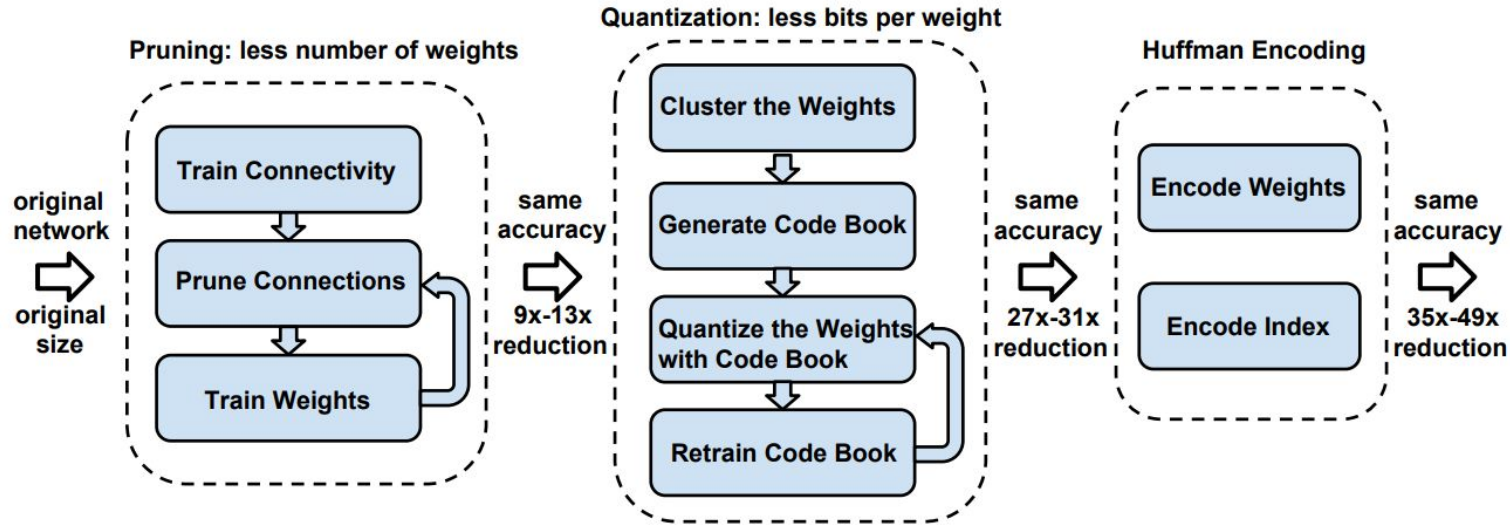 Quantization: less bits per weight
Pruning: less number of weights
Huffman Encoding
original
network
original
size
Train Connectivity
Prune Connections
Train Weights
same
accuracy
9x-13x
reduction
Cluster the Weights
Generate Code Book
Quantize the Weights
with Code Book
Retrain Code Book
same
accuracy
27x-31x
reduction
Encode Weights
Encode Index
same
accuracy
35x-49x
reduction